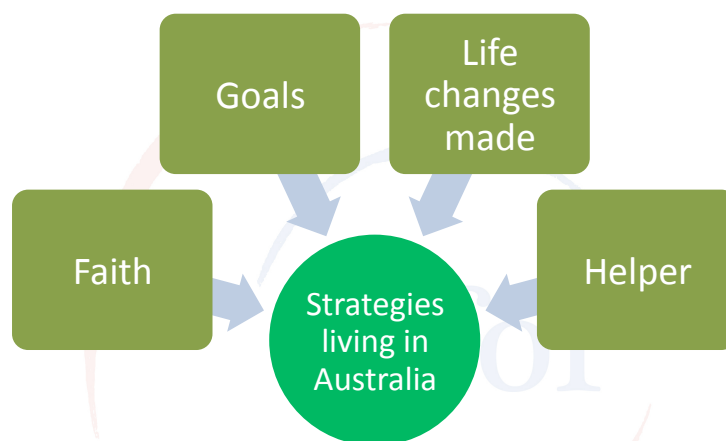 Goals
Life
changes
made
Faith
Helper
Strategies
living in
Australia